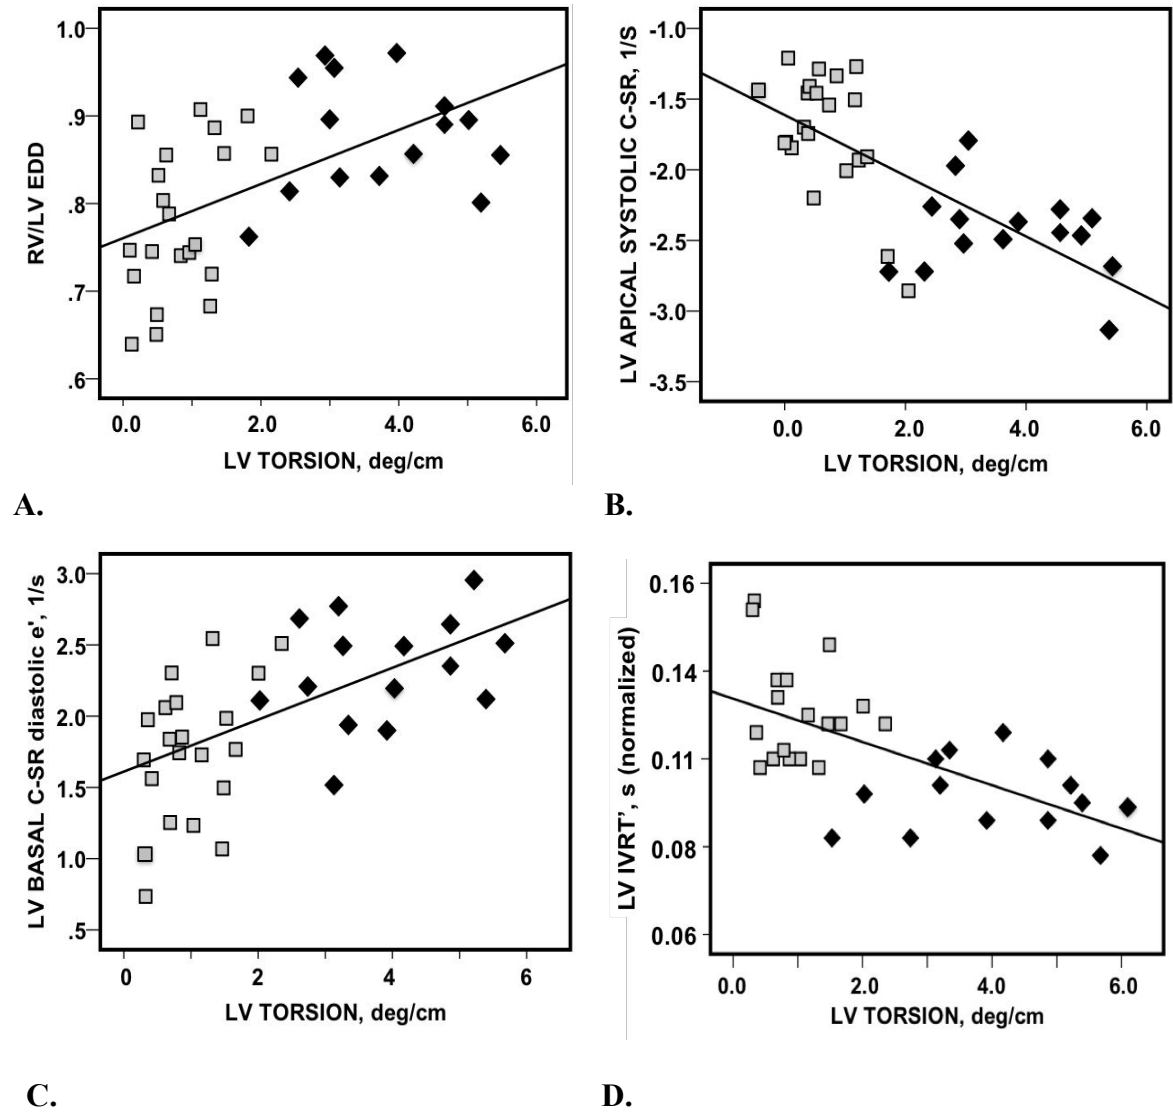 1.0
.9
.8
.7
.6
RV/LV EDD
0.0 2.0 4.0 6.0
LV TORSION, deg/cm
A.
-1.0
-1.5
-2.0
-2.5
-3.0
-3.5
LV APICAL SYSTOLIC C-SR, 1/S
0.0 2.0 4.0 6.0
LV TORSION, deg/cm
B.
3.0
2.5
2.0
1.5
1.0
.5
LV BASAL C-SR diastolic e', 1/s
0 2 4 6
LV TORSION, deg/cm
C.
0.16
0.14
0.11
0.08
0.06
LV IVRT’, s (normalized)
0.0 2.0 4.0 6.0
LV TORSION, deg/cm
D.